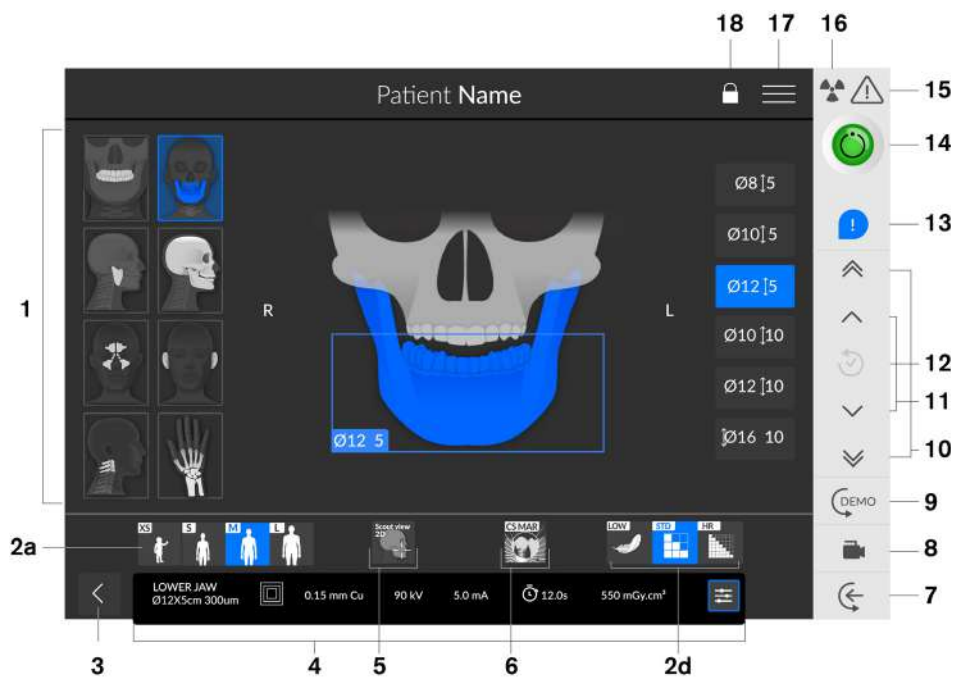 18 17 16
Patient Name
15
14
13
1
R
L
Ø8 5
Ø10 5
Ø12 5
Ø10 10
Ø12 10
Ø16 10
Ø12 5
12
11
10
DEMO
9
8
7
2a
XS S M L
Scout view
2D
CS MAR
LOW STD HR
LOWER JAW
Ø12X5cm 300um
0.15 mm Cu 90 kV 5.0 mA 12.0s 550 mGy.cm²
3 4 5 6 2d